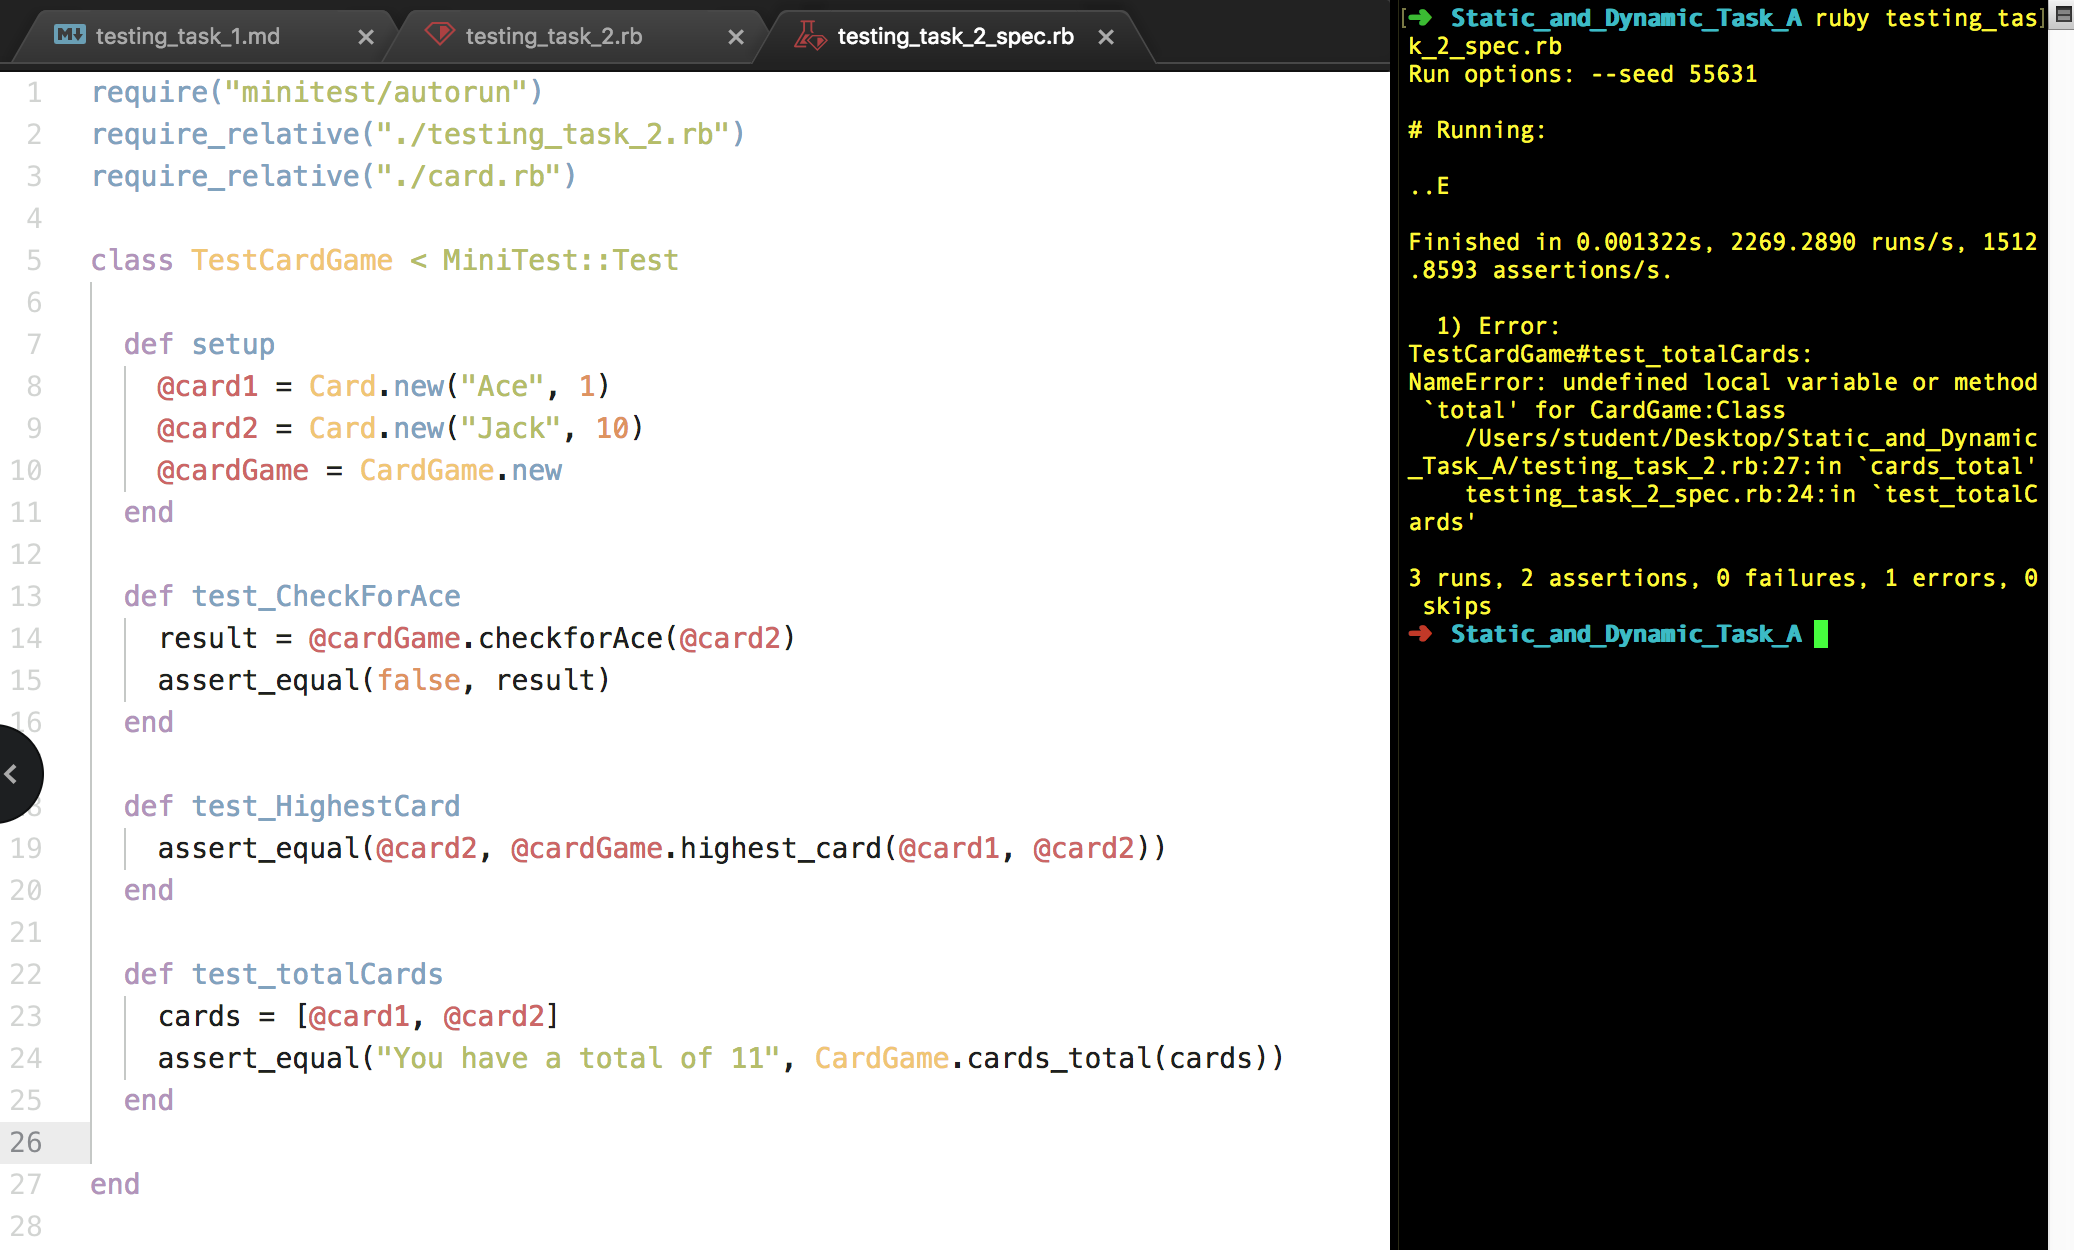 testing_task_1.md
testing_task_2.rb
testing_task_2_spec.rb
1 require("minitest/autorun")
2 require_relative("./testing_task_2.rb")
3 require_relative("./card.rb")
4
5 class TestCardGame < MiniTest::Test
6
7 def setup
8 @card1 = Card.new("Ace", 1)
9 @card2 = Card.new("Jack", 10)
10 @cardGame = CardGame.new
11 end
12
13 def test_CheckForAce
14 result = @cardGame.checkforAce(@card2)
15 assert_equal(false, result)
16 end
def test_HighestCard
19 assert_equal(@card2, @cardGame.highest_card(@card1, @card2))
20 end
21
22 def test_totalCards
23 cards = [@card1, @card2]
24 assert_equal("You have a total of 11", CardGame.cards_total(cards))
25 end
26
27 end
28
[➜ Static_and_Dynamic_Task_A ruby testing_tas]
k_2_spec.rb
Run options: --seed 55631
# Running:
..E
Finished in 0.001322s, 2269.2890 runs/s, 1512
.8593 assertions/s.
1) Error:
TestCardGame#test_totalCards:
NameError: undefined local variable or method
`total' for CardGame:Class
/Users/student/Desktop/Static_and_Dynamic
_Task_A/testing_task_2.rb:27:in `cards_total'
testing_task_2_spec.rb:24:in `test_totalC
ards'
3 runs, 2 assertions, 0 failures, 1 errors, 0
skips
➜ Static_and_Dynamic_Task_A